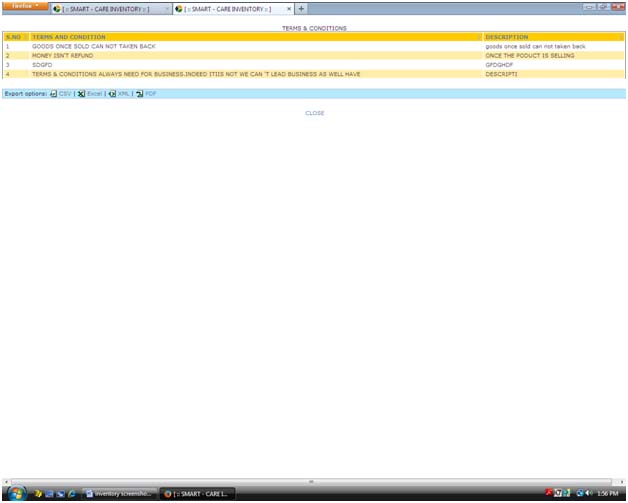 Firefox
[ :: SMART - CARE INVENTORY :: ] × [ :: SMART - CARE INVENTORY :: ] × +
TERMS & CONDITIONS
S.NO TERMS AND CONDITION DESCRIPTION
1 GOODS ONCE SOLD CAN NOT TAKEN BACK goods once sold can not taken back
2 MONEY ISN'T REFUND ONCE THE PODUCT IS SELLING
3 SDGFD GFDGHDF
4 TERMS & CONDITIONS ALWAYS NEED FOR BUSINESS.INDEED ITIIS NOT WE CAN 'T LEAD BUSINESS AS WELL HAVE DESCRIPTI
Export options: CSV | Excel | XML | PDF
CLOSE
inventory screensho... [ :: SMART - CARE I... 1:56 PM